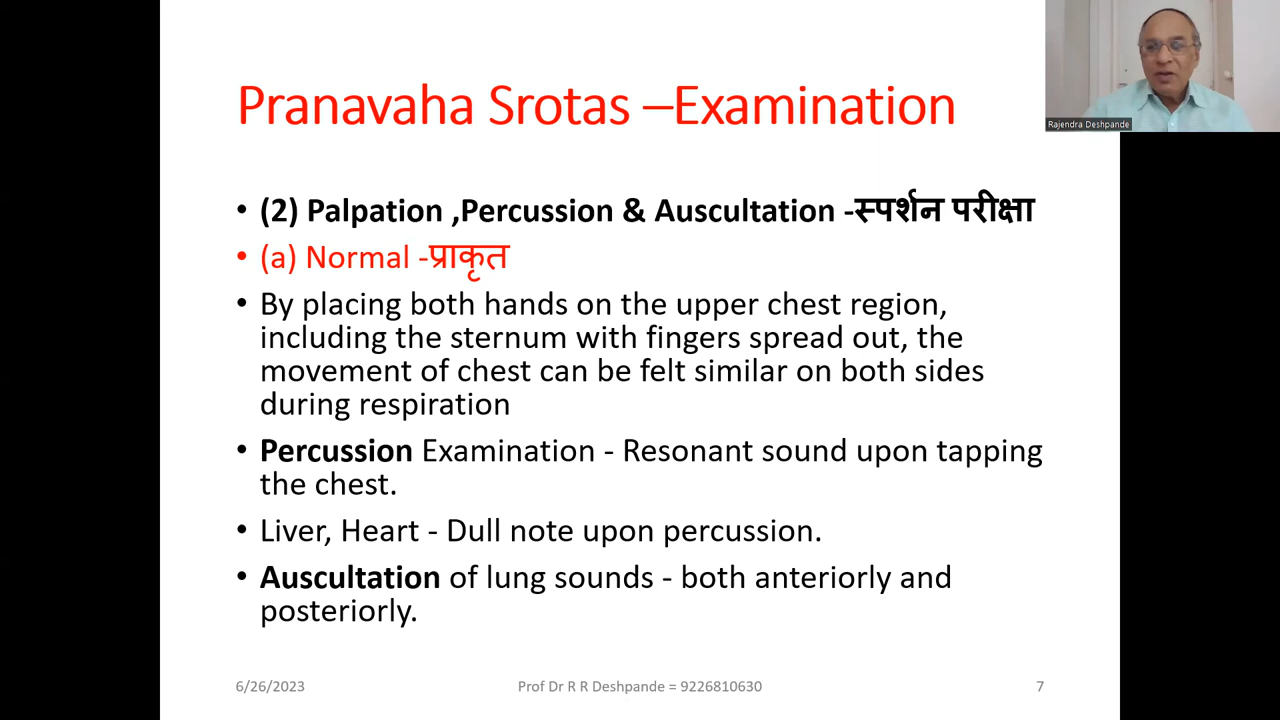 Pranavaha Srotas –Examination
Rajendra Deshpande
• (2) Palpation ,Percussion & Auscultation -स्पर्शन परीक्षा
• (a) Normal -प्राकृत
• By placing both hands on the upper chest region,
including the sternum with fingers spread out, the
movement of chest can be felt similar on both sides
during respiration
• Percussion Examination - Resonant sound upon tapping
the chest.
• Liver, Heart - Dull note upon percussion.
• Auscultation of lung sounds - both anteriorly and
posteriorly.
6/26/2023
Prof Dr R R Deshpande = 9226810630
7